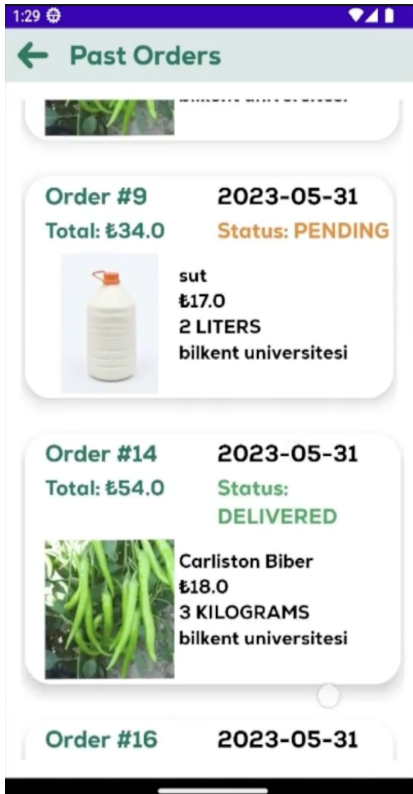 1:29
Past Orders
bilkent universitesi
Order #9 2023-05-31
Total: ₺34.0 Status: PENDING
sut
₺17.0
2 LITERS
bilkent universitesi
Order #14 2023-05-31
Total: ₺54.0 Status:
DELIVERED
Carliston Biber
₺18.0
3 KILOGRAMS
bilkent universitesi
Order #16 2023-05-31